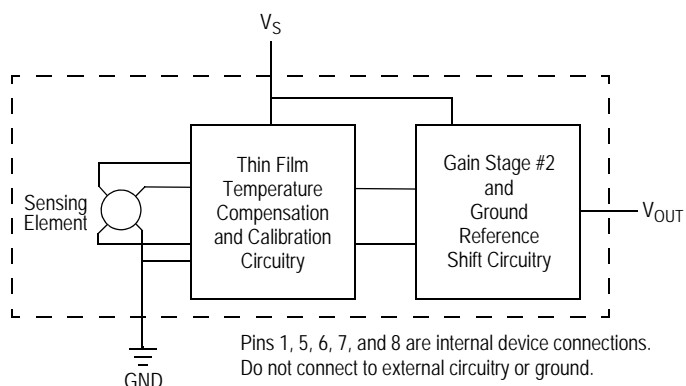 VS
Sensing
Element
Thin Film
Temperature
Compensation
and Calibration
Circuitry
Gain Stage #2
and
Ground
Reference
Shift Circuitry
VOUT
GND
Pins 1, 5, 6, 7, and 8 are internal device connections.
Do not connect to external circuitry or ground.